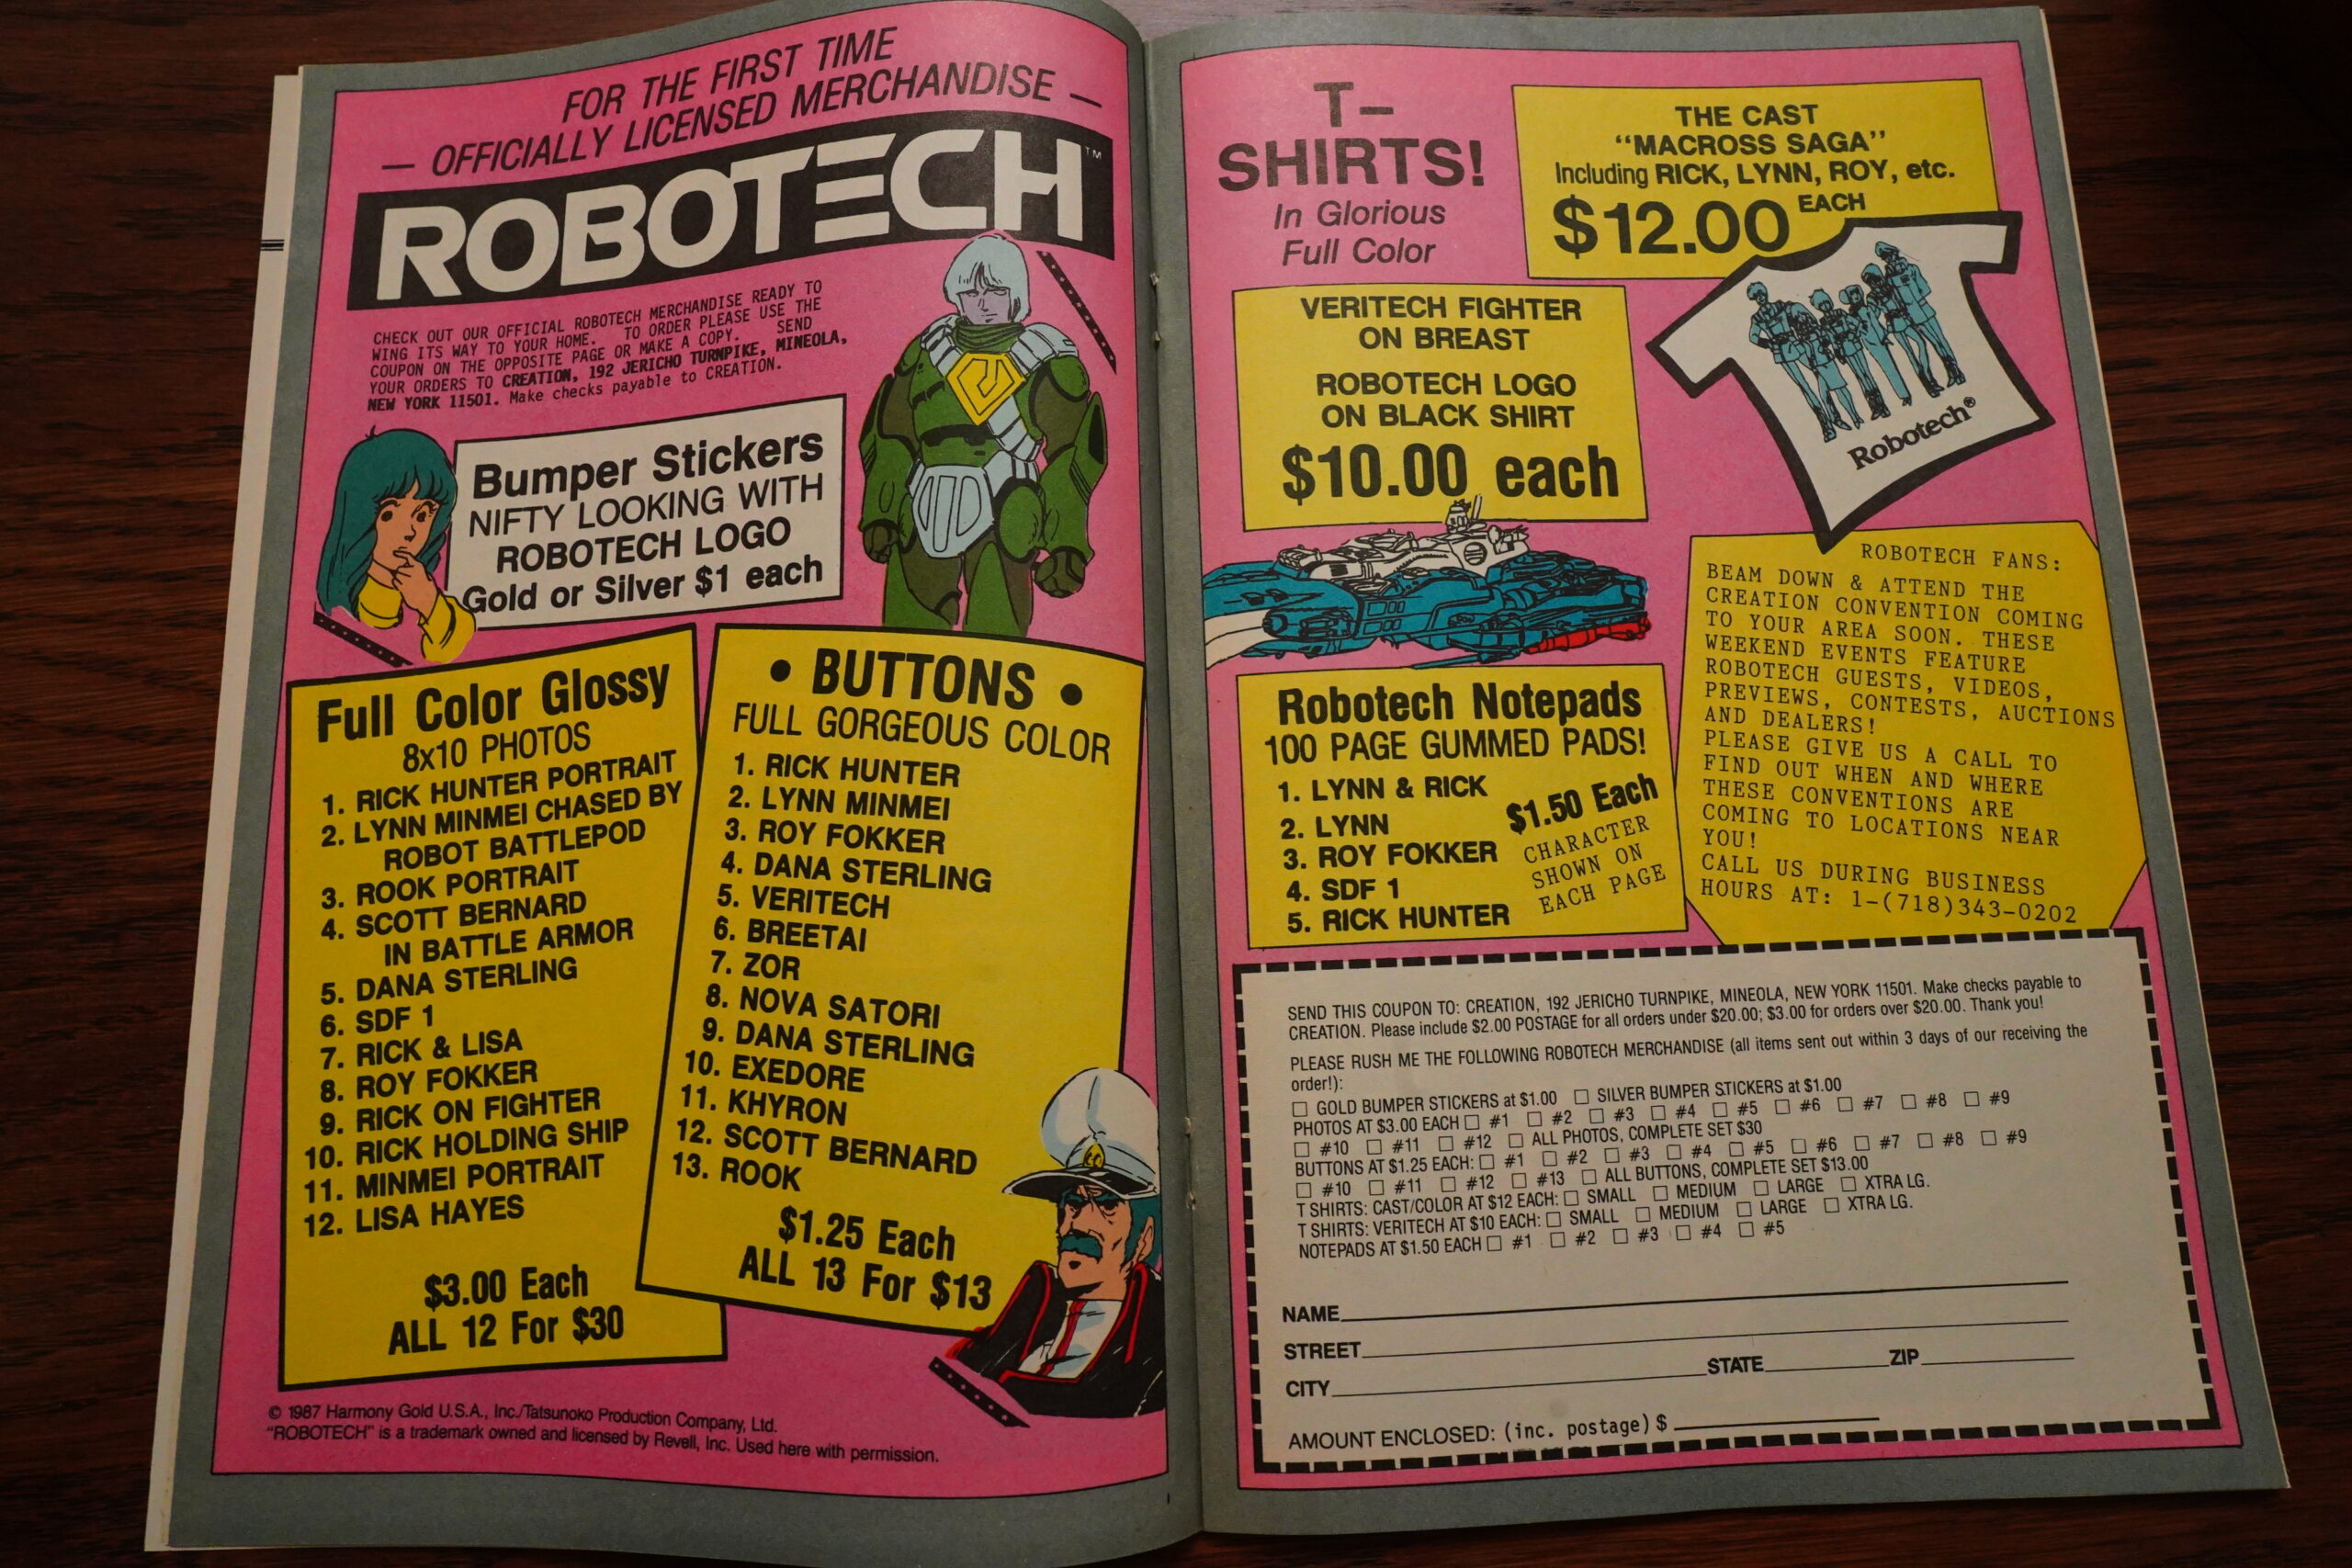 FOR THE FIRST TIME
— OFFICIALLY LICENSED MERCHANDISE —
ROBOTECH™
CHECK OUT OUR OFFICIAL ROBOTECH MERCHANDISE READY TO
WING ITS WAY TO YOUR HOME. TO ORDER PLEASE USE THE
COUPON ON THE OPPOSITE PAGE OR MAKE A COPY. SEND
YOUR ORDERS TO CREATION, 192 JERICHO TURNPIKE, MINEOLA,
NEW YORK 11501. Make checks payable to CREATION.
Bumper Stickers
NIFTY LOOKING WITH
ROBOTECH LOGO
Gold or Silver $1 each
Full Color Glossy
8x10 PHOTOS
1. RICK HUNTER PORTRAIT
2. LYNN MINMEI CHASED BY
ROBOT BATTLEPOD
3. ROOK PORTRAIT
4. SCOTT BERNARD
IN BATTLE ARMOR
5. DANA STERLING
6. SDF 1
7. RICK & LISA
8. ROY FOKKER
9. RICK ON FIGHTER
10. RICK HOLDING SHIP
11. MINMEI PORTRAIT
12. LISA HAYES
$3.00 Each
ALL 12 For $30
• BUTTONS •
FULL GORGEOUS COLOR
1. RICK HUNTER
2. LYNN MINMEI
3. ROY FOKKER
4. DANA STERLING
5. VERITECH
6. BREETAI
7. ZOR
8. NOVA SATORI
9. DANA STERLING
10. EXEDORE
11. KHYRON
12. SCOTT BERNARD
13. ROOK
$1.25 Each
ALL 13 For $13
© 1987 Harmony Gold U.S.A., Inc./Tatsunoko Production Company, Ltd.
"ROBOTECH" is a trademark owned and licensed by Revell, Inc. Used here with permission.
T-
SHIRTS!
In Glorious
Full Color
THE CAST
"MACROSS SAGA"
Including RICK, LYNN, ROY, etc.
$12.00 EACH
VERITECH FIGHTER
ON BREAST
ROBOTECH LOGO
ON BLACK SHIRT
$10.00 each
Robotech®
Robotech Notepads
100 PAGE GUMMED PADS!
1. LYNN & RICK
2. LYNN
3. ROY FOKKER
4. SDF 1
5. RICK HUNTER
$1.50 Each
CHARACTER
SHOWN ON
EACH PAGE
ROBOTECH FANS:
BEAM DOWN & ATTEND THE
CREATION CONVENTION COMING
TO YOUR AREA SOON. THESE
WEEKEND EVENTS FEATURE
ROBOTECH GUESTS, VIDEOS,
PREVIEWS, CONTESTS, AUCTIONS
AND DEALERS!
PLEASE GIVE US A CALL TO
FIND OUT WHEN AND WHERE
THESE CONVENTIONS ARE
COMING TO LOCATIONS NEAR
YOU!
CALL US DURING BUSINESS
HOURS AT: 1-(718)343-0202
SEND THIS COUPON TO: CREATION, 192 JERICHO TURNPIKE, MINEOLA, NEW YORK 11501. Make checks payable to
CREATION. Please include $2.00 POSTAGE for all orders under $20.00; $3.00 for orders over $20.00. Thank you!
PLEASE RUSH ME THE FOLLOWING ROBOTECH MERCHANDISE (all items sent out within 3 days of our receiving the
order!):
☐ GOLD BUMPER STICKERS at $1.00 ☐ SILVER BUMPER STICKERS at $1.00
PHOTOS AT $3.00 EACH ☐ #1 ☐ #2 ☐ #3 ☐ #4 ☐ #5 ☐ #6 ☐ #7 ☐ #8 ☐ #9
☐ #10 ☐ #11 ☐ #12 ☐ ALL PHOTOS, COMPLETE SET $30
BUTTONS AT $1.25 EACH: ☐ #1 ☐ #2 ☐ #3 ☐ #4 ☐ #5 ☐ #6 ☐ #7 ☐ #8 ☐ #9
☐ #10 ☐ #11 ☐ #12 ☐ #13 ☐ ALL BUTTONS, COMPLETE SET $13.00
T SHIRTS: CAST/COLOR AT $12 EACH: ☐ SMALL ☐ MEDIUM ☐ LARGE ☐ XTRA LG.
T SHIRTS: VERITECH AT $10 EACH: ☐ SMALL ☐ MEDIUM ☐ LARGE ☐ XTRA LG.
NOTEPADS AT $1.50 EACH ☐ #1 ☐ #2 ☐ #3 ☐ #4 ☐ #5
NAME
STREET
CITY STATE ZIP
AMOUNT ENCLOSED: (inc. postage) $